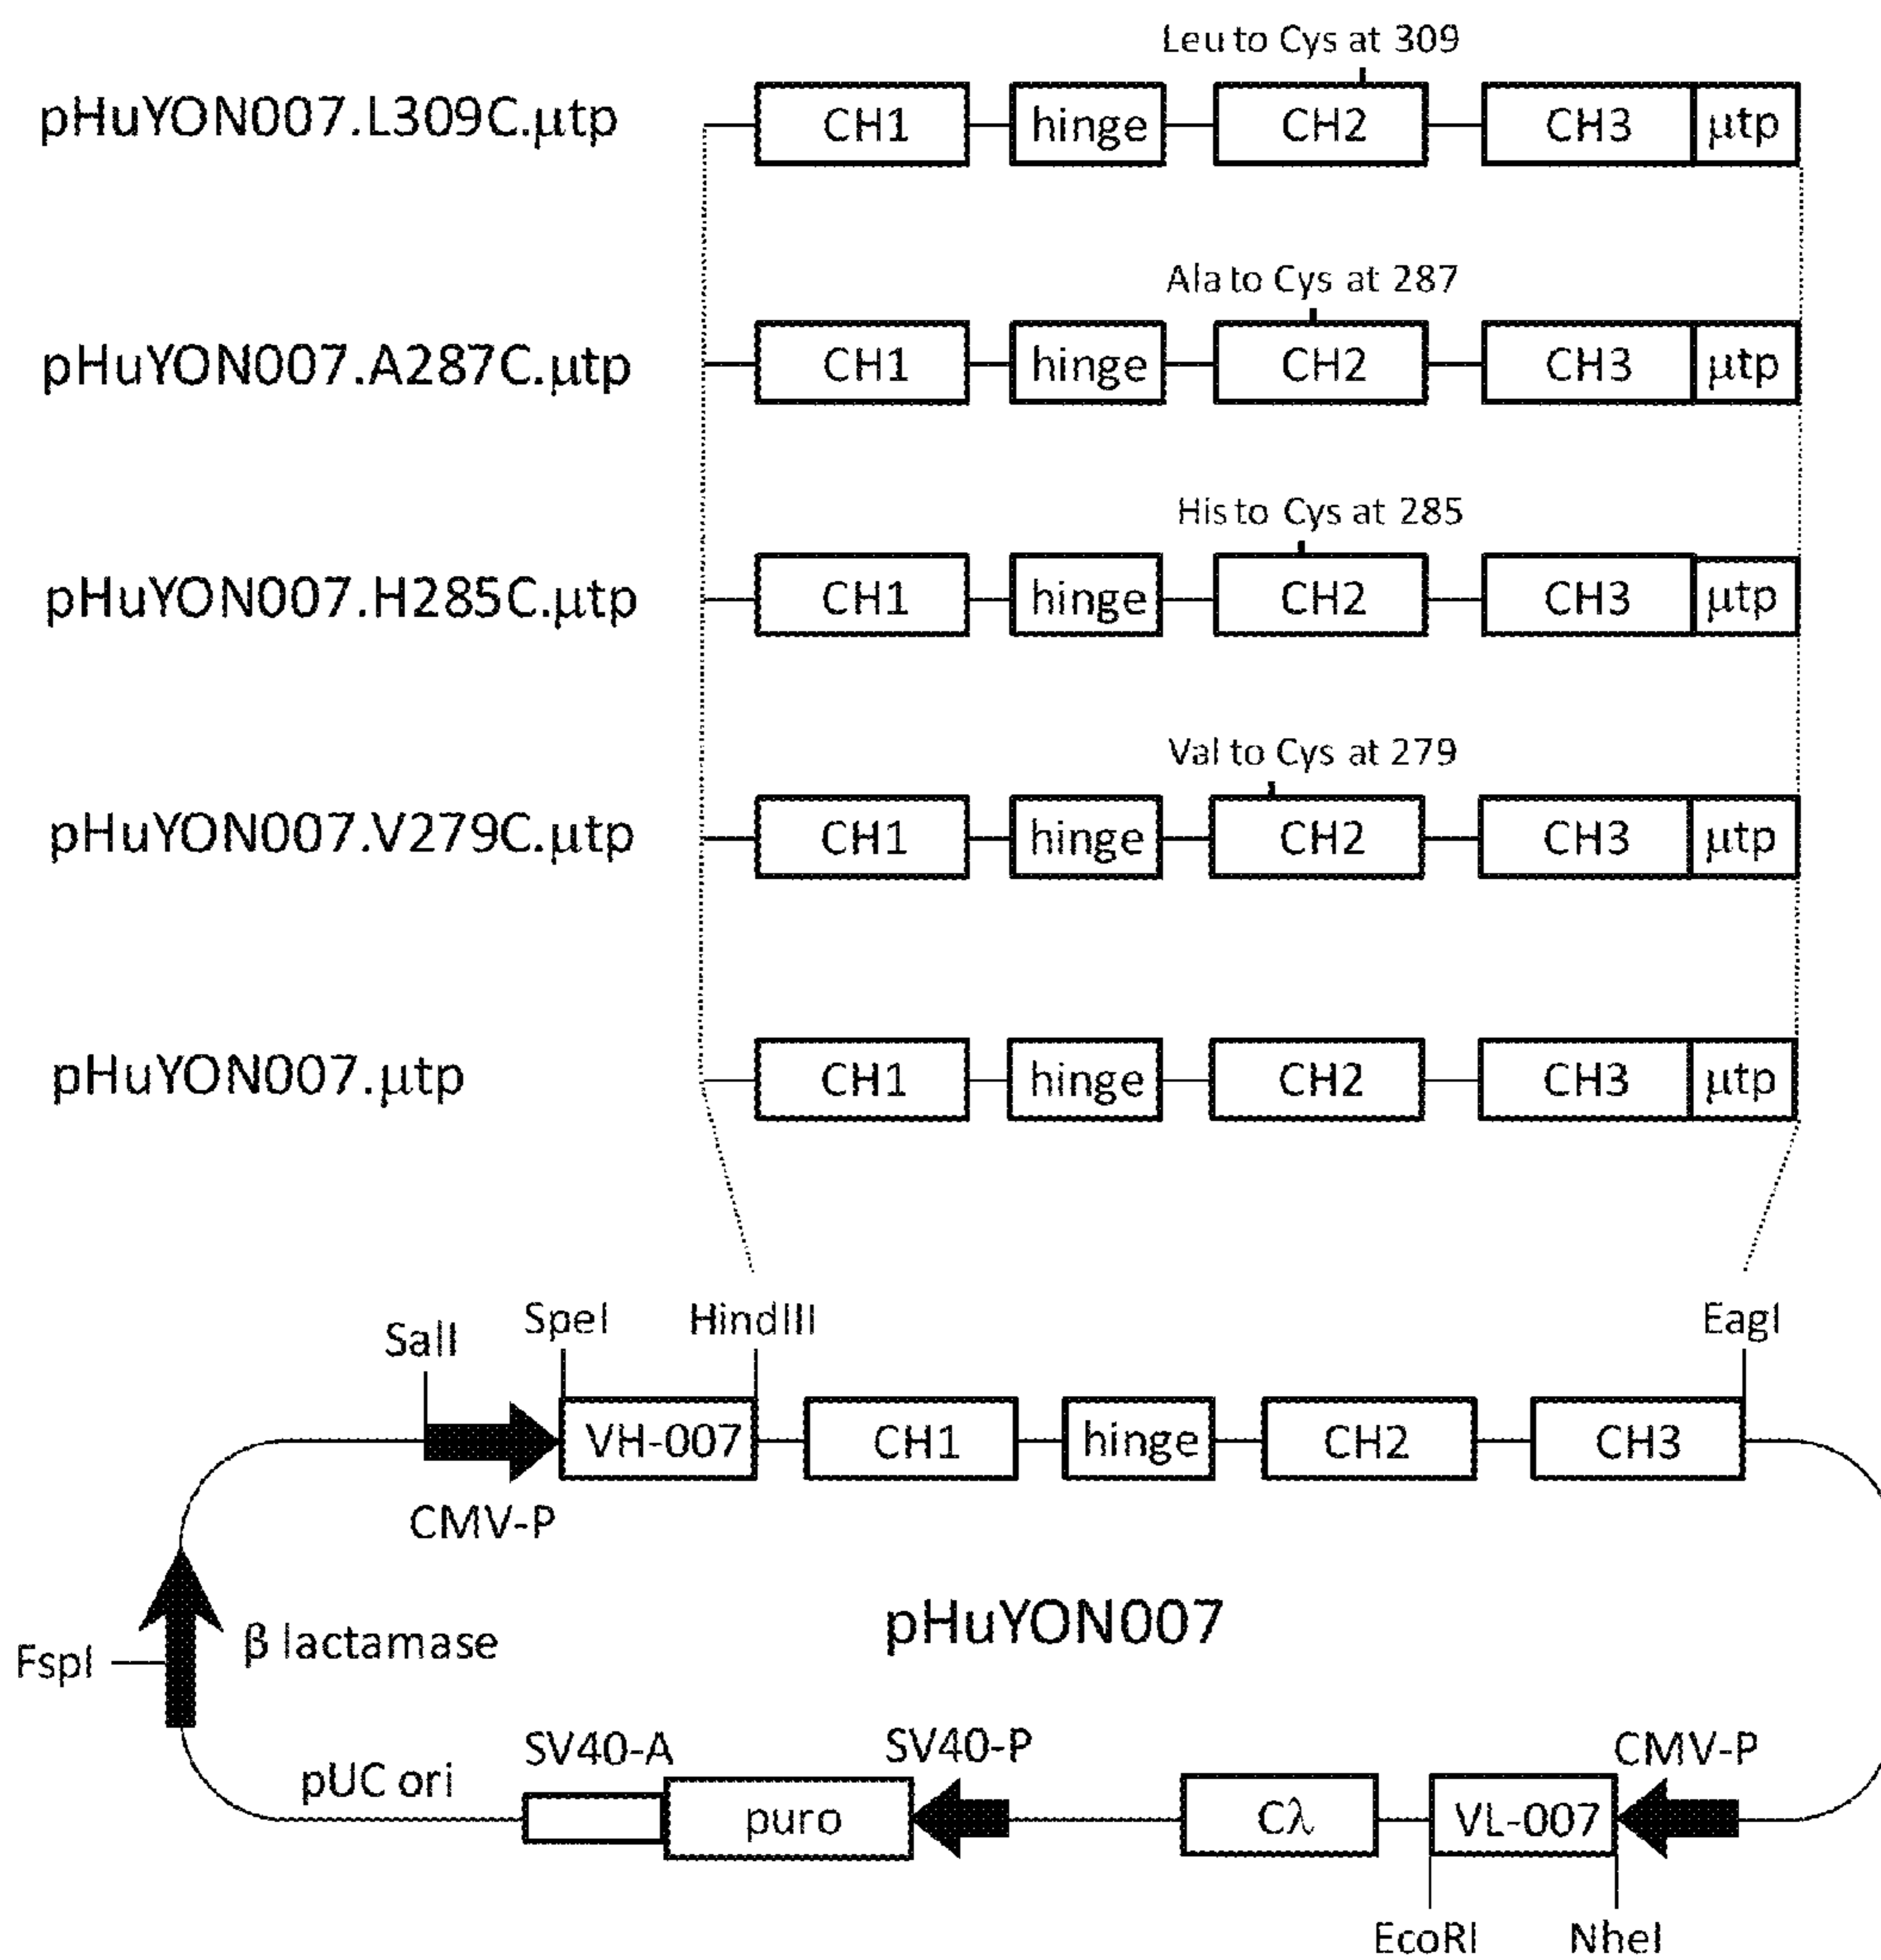 Leu to Cys at 309
pHuYON007.L309C.μtp
CH1 hinge CH2 CH3 μtp
Ala to Cys at 287
pHuYON007.A287C.μtp
CH1 hinge CH2 CH3 μtp
His to Cys at 285
pHuYON007.H285C.μtp
CH1 hinge CH2 CH3 μtp
Val to Cys at 279
pHuYON007.V279C.μtp
CH1 hinge CH2 CH3 μtp
pHuYON007.μtp
CH1 hinge CH2 CH3 μtp
SalI SpeI HindIII EagI
VH-007 CH1 hinge CH2 CH3
CMV-P
pHuYON007
FspI
β lactamase
pUC ori
SV40-A SV40-P CMV-P
puro Cλ VL-007
EcoRI NheI